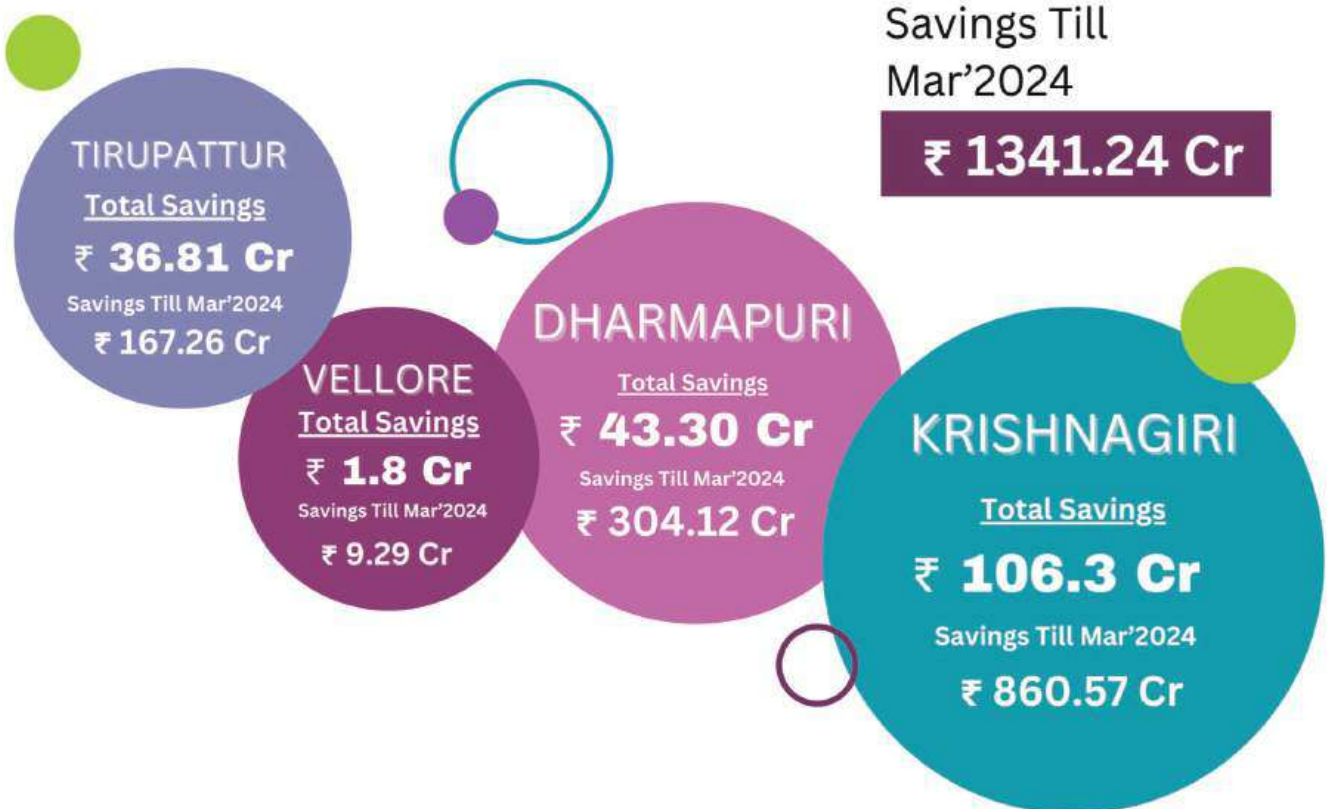 Savings Till
Mar’2024
₹ 1341.24 Cr
TIRUPATTUR
Total Savings
₹ 36.81 Cr
Savings Till Mar'2024
₹ 167.26 Cr
VELLORE
Total Savings
₹ 1.8 Cr
Savings Till Mar’2024
₹ 9.29 Cr
DHARMAPURI
Total Savings
₹ 43.30 Cr
Savings Till Mar’2024
₹ 304.12 Cr
KRISHNAGIRI
Total Savings
₹ 106.3 Cr
Savings Till Mar’2024
₹ 860.57 Cr